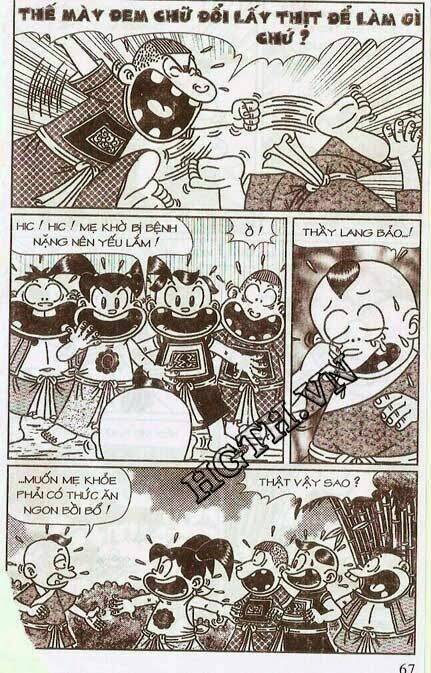 THẾ MÀY ĐEM CHỮ ĐỔI LẤY THỊT ĐỂ LÀM GÌ
CHỨ ?
HIC ! HIC ! MẸ KHỜ BỊ BỆNH
NẶNG NÊN YẾU LẮM !
Ồ !
THẦY LANG BẢO...!
HGTH.VN
...MUỐN MẸ KHỎE
PHẢI CÓ THỨC ĂN
NGON BỒI BỔ !
THẬT VẬY SAO ?
67